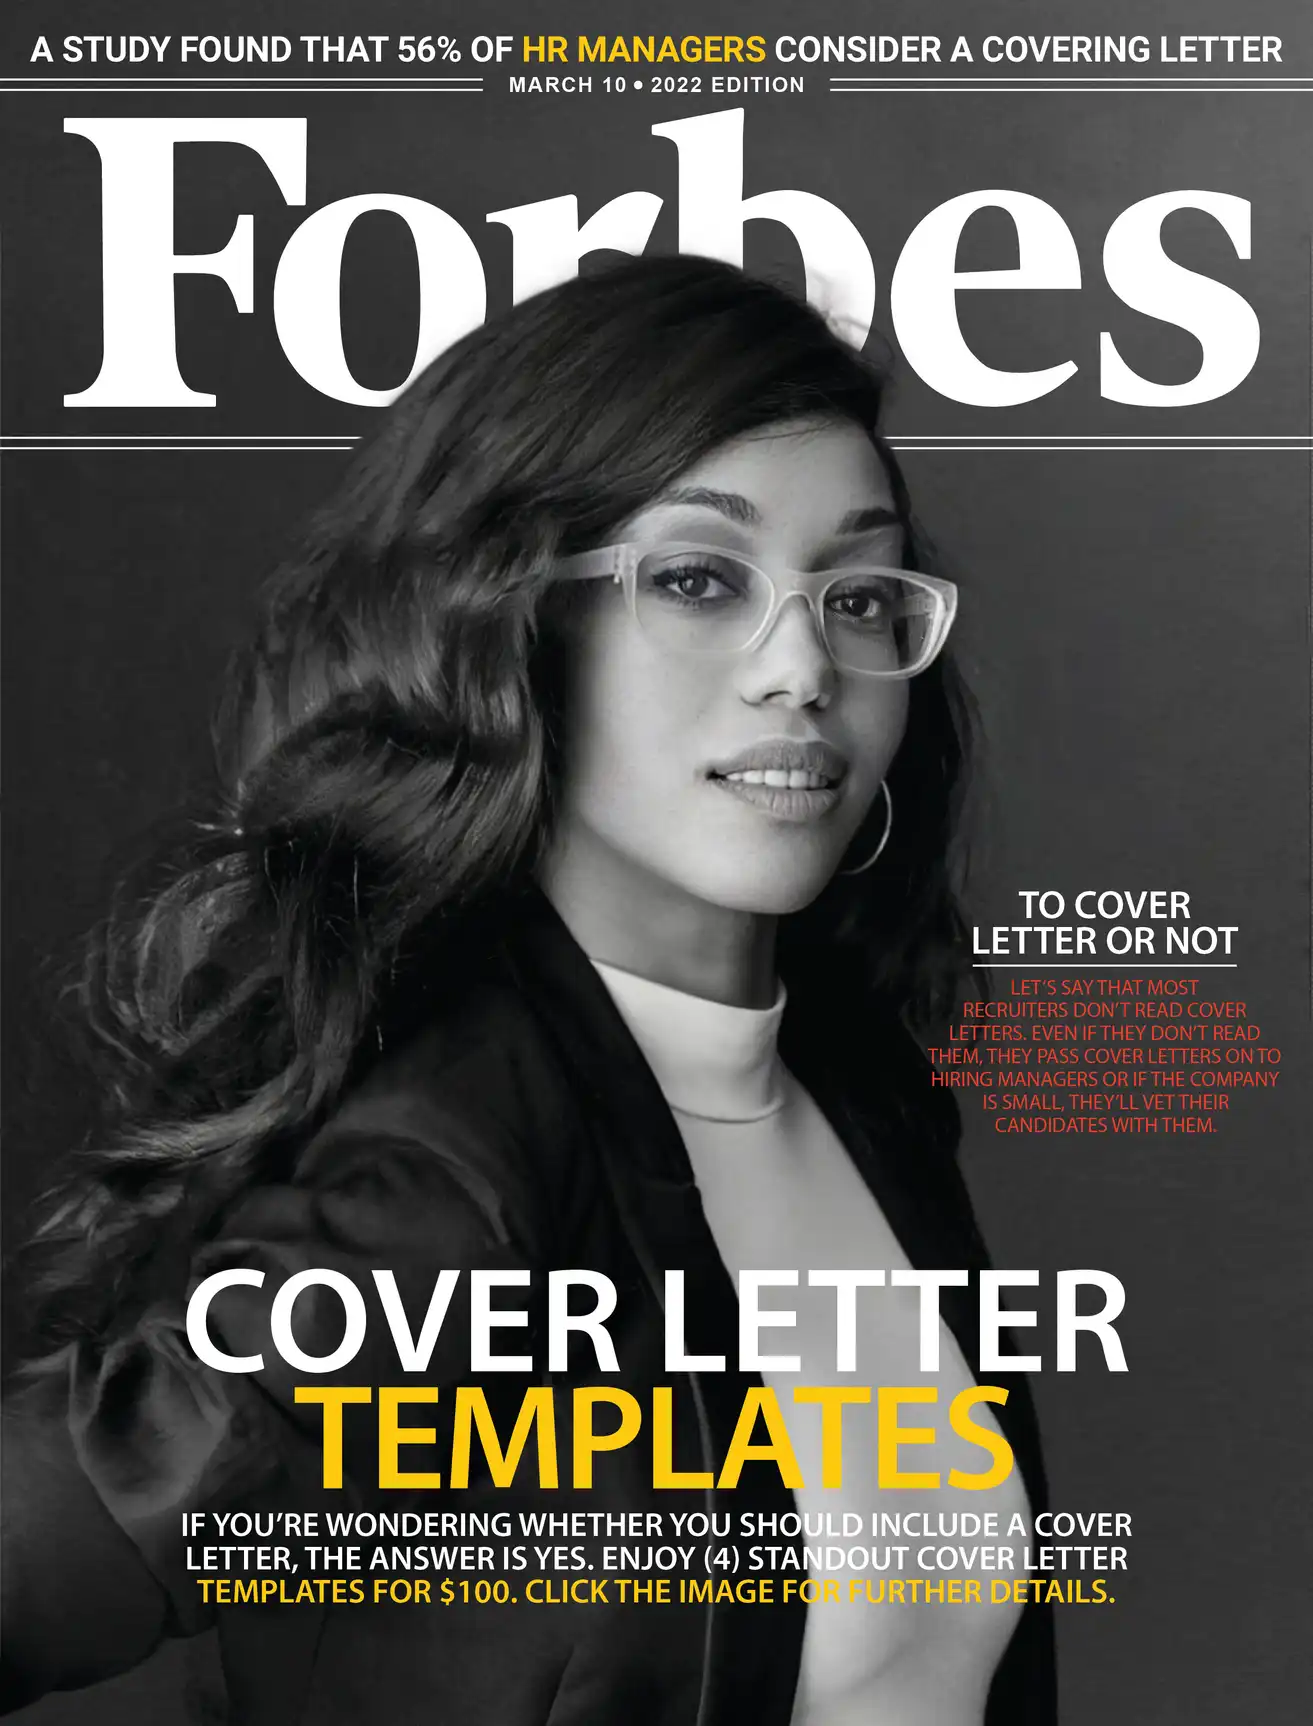 A STUDY FOUND THAT 56% OF HR MANAGERS CONSIDER A COVERING LETTER
MARCH 10 • 2022 EDITION
Forbes
TO COVER
LETTER OR NOT
LET'S SAY THAT MOST
RECRUITERS DON'T READ COVER
LETTERS. EVEN IF THEY DON'T READ
THEM, THEY PASS COVER LETTERS ON TO
HIRING MANAGERS OR IF THE COMPANY
IS SMALL, THEY'LL VET THEIR
CANDIDATES WITH THEM.
COVER LETTER
TEMPLATES
IF YOU'RE WONDERING WHETHER YOU SHOULD INCLUDE A COVER
LETTER, THE ANSWER IS YES. ENJOY (4) STANDOUT COVER LETTER
TEMPLATES FOR $100. CLICK THE IMAGE FOR FURTHER DETAILS.